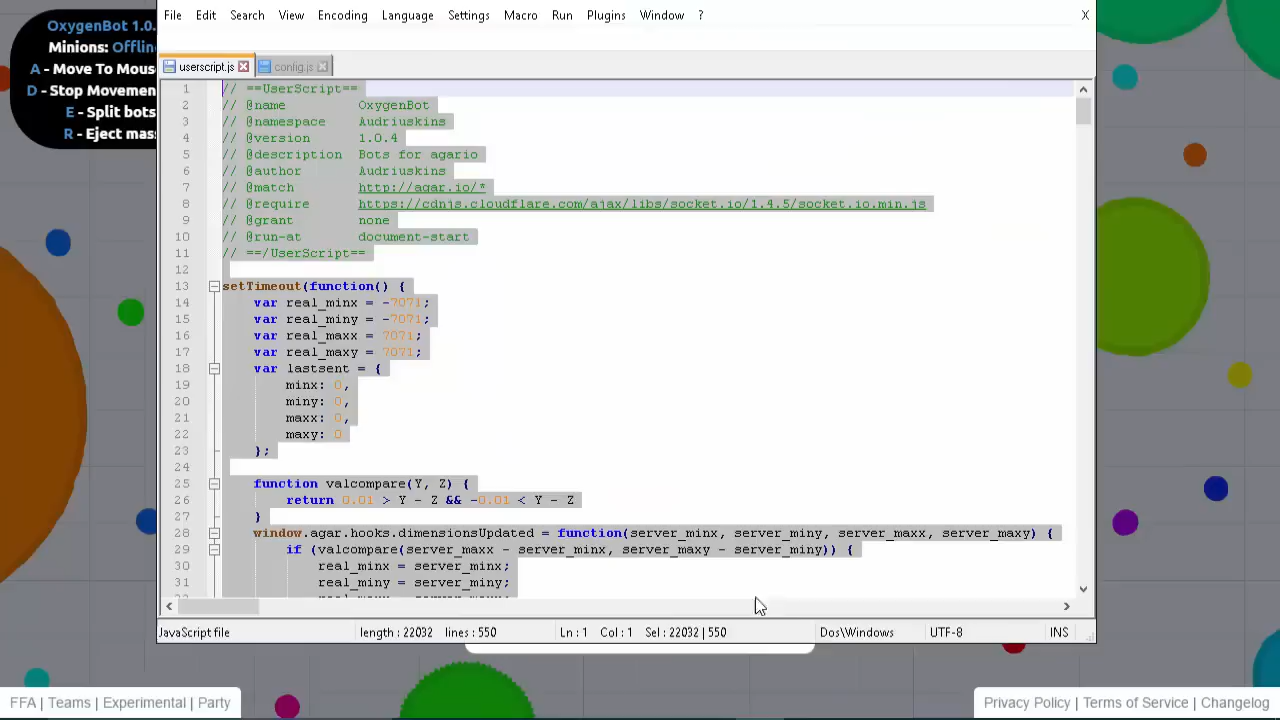 OxygenBot 1.0.
Minions: Offlin
A - Move To Mous
D - Stop Movemen
E - Split bots
R - Eject mas
File Edit Search View Encoding Language Settings Macro Run Plugins Window ? X
userscript.js config.js
1 // ==UserScript==
2 // @name OxygenBot
3 // @namespace Audriuskins
4 // @version 1.0.4
5 // @description Bots for agario
6 // @author Audriuskins
7 // @match http://agar.io/*
8 // @require https://cdnjs.cloudflare.com/ajax/libs/socket.io/1.4.5/socket.io.min.js
9 // @grant none
10 // @run-at document-start
11 // ==/UserScript==
12
13 setTimeout(function() {
14 var real_minx = -7071;
15 var real_miny = -7071;
16 var real_maxx = 7071;
17 var real_maxy = 7071;
18 var lastsent = {
19 minx: 0,
20 miny: 0,
21 maxx: 0,
22 maxy: 0
23 };
24
25 function valcompare(Y, Z) {
26 return 0.01 > Y - Z && -0.01 < Y - Z
27 }
28 window.agar.hooks.dimensionsUpdated = function(server_minx, server_miny, server_maxx, server_maxy) {
29 if (valcompare(server_maxx - server_minx, server_maxy - server_miny)) {
30 real_minx = server_minx;
31 real_miny = server_miny;
JavaScript file length : 22032 lines : 550 Ln : 1 Col : 1 Sel : 22032 | 550 Dos\Windows UTF-8 INS
FFA | Teams | Experimental | Party
Privacy Policy | Terms of Service | Changelog